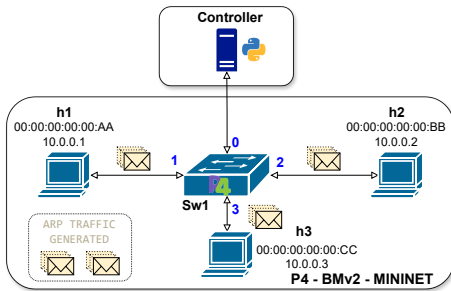 Controller
h1
00:00:00:00:00:AA
10.0.0.1
h2
00:00:00:00:00:BB
10.0.0.2
0
1
2
P4
Sw1
3
h3
00:00:00:00:00:CC
10.0.0.3
ARP TRAFFIC
GENERATED
P4 - BMv2 - MININET